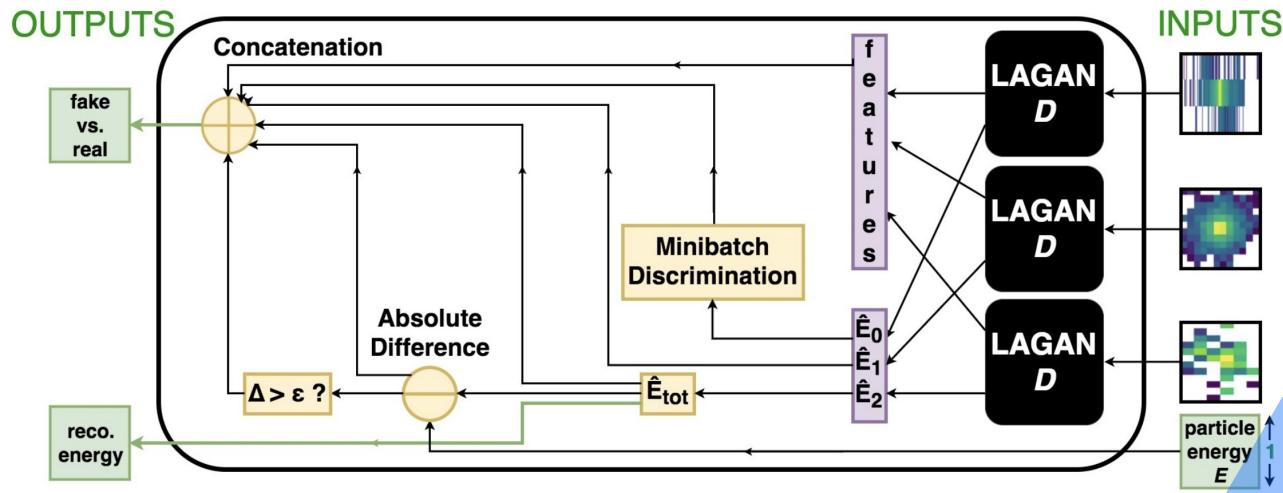 OUTPUTS
INPUTS
Concatenation
fake
vs.
real
features
LAGAN
D
LAGAN
D
LAGAN
D
Minibatch
Discrimination
Absolute
Difference
Ê0
Ê1
Ê2
Êtot
Δ > ε ?
reco.
energy
particle
energy
E
1